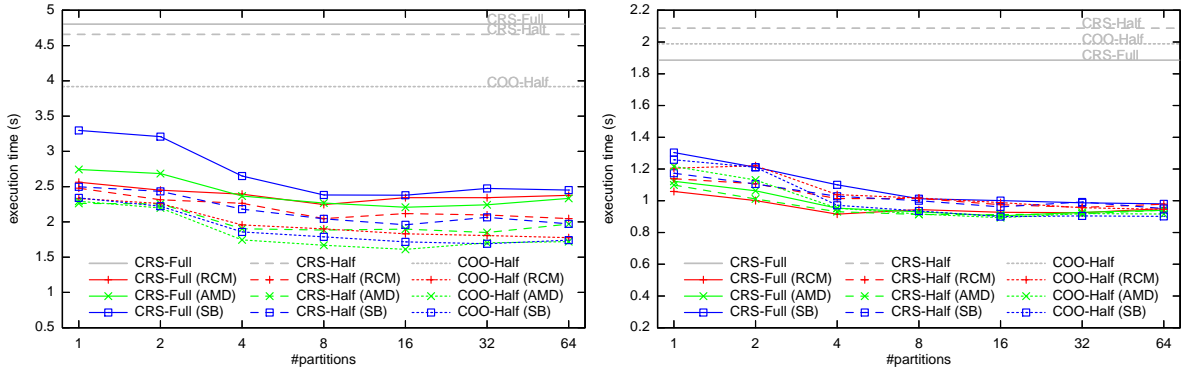 5
4.5
4
3.5
3
2.5
2
1.5
1
0.5
execution time (s)
CRS-Full
CRS-Half
COO-Half
CRS-Full CRS-Half COO-Half
CRS-Full (RCM) CRS-Half (RCM) COO-Half (RCM)
CRS-Full (AMD) CRS-Half (AMD) COO-Half (AMD)
CRS-Full (SB) CRS-Half (SB) COO-Half (SB)
1 2 4 8 16 32 64
#partitions
2.2
2
1.8
1.6
1.4
1.2
1
0.8
0.6
0.4
0.2
execution time (s)
CRS-Half
COO-Half
CRS-Full
CRS-Full CRS-Half COO-Half
CRS-Full (RCM) CRS-Half (RCM) COO-Half (RCM)
CRS-Full (AMD) CRS-Half (AMD) COO-Half (AMD)
CRS-Full (SB) CRS-Half (SB) COO-Half (SB)
1 2 4 8 16 32 64
#partitions